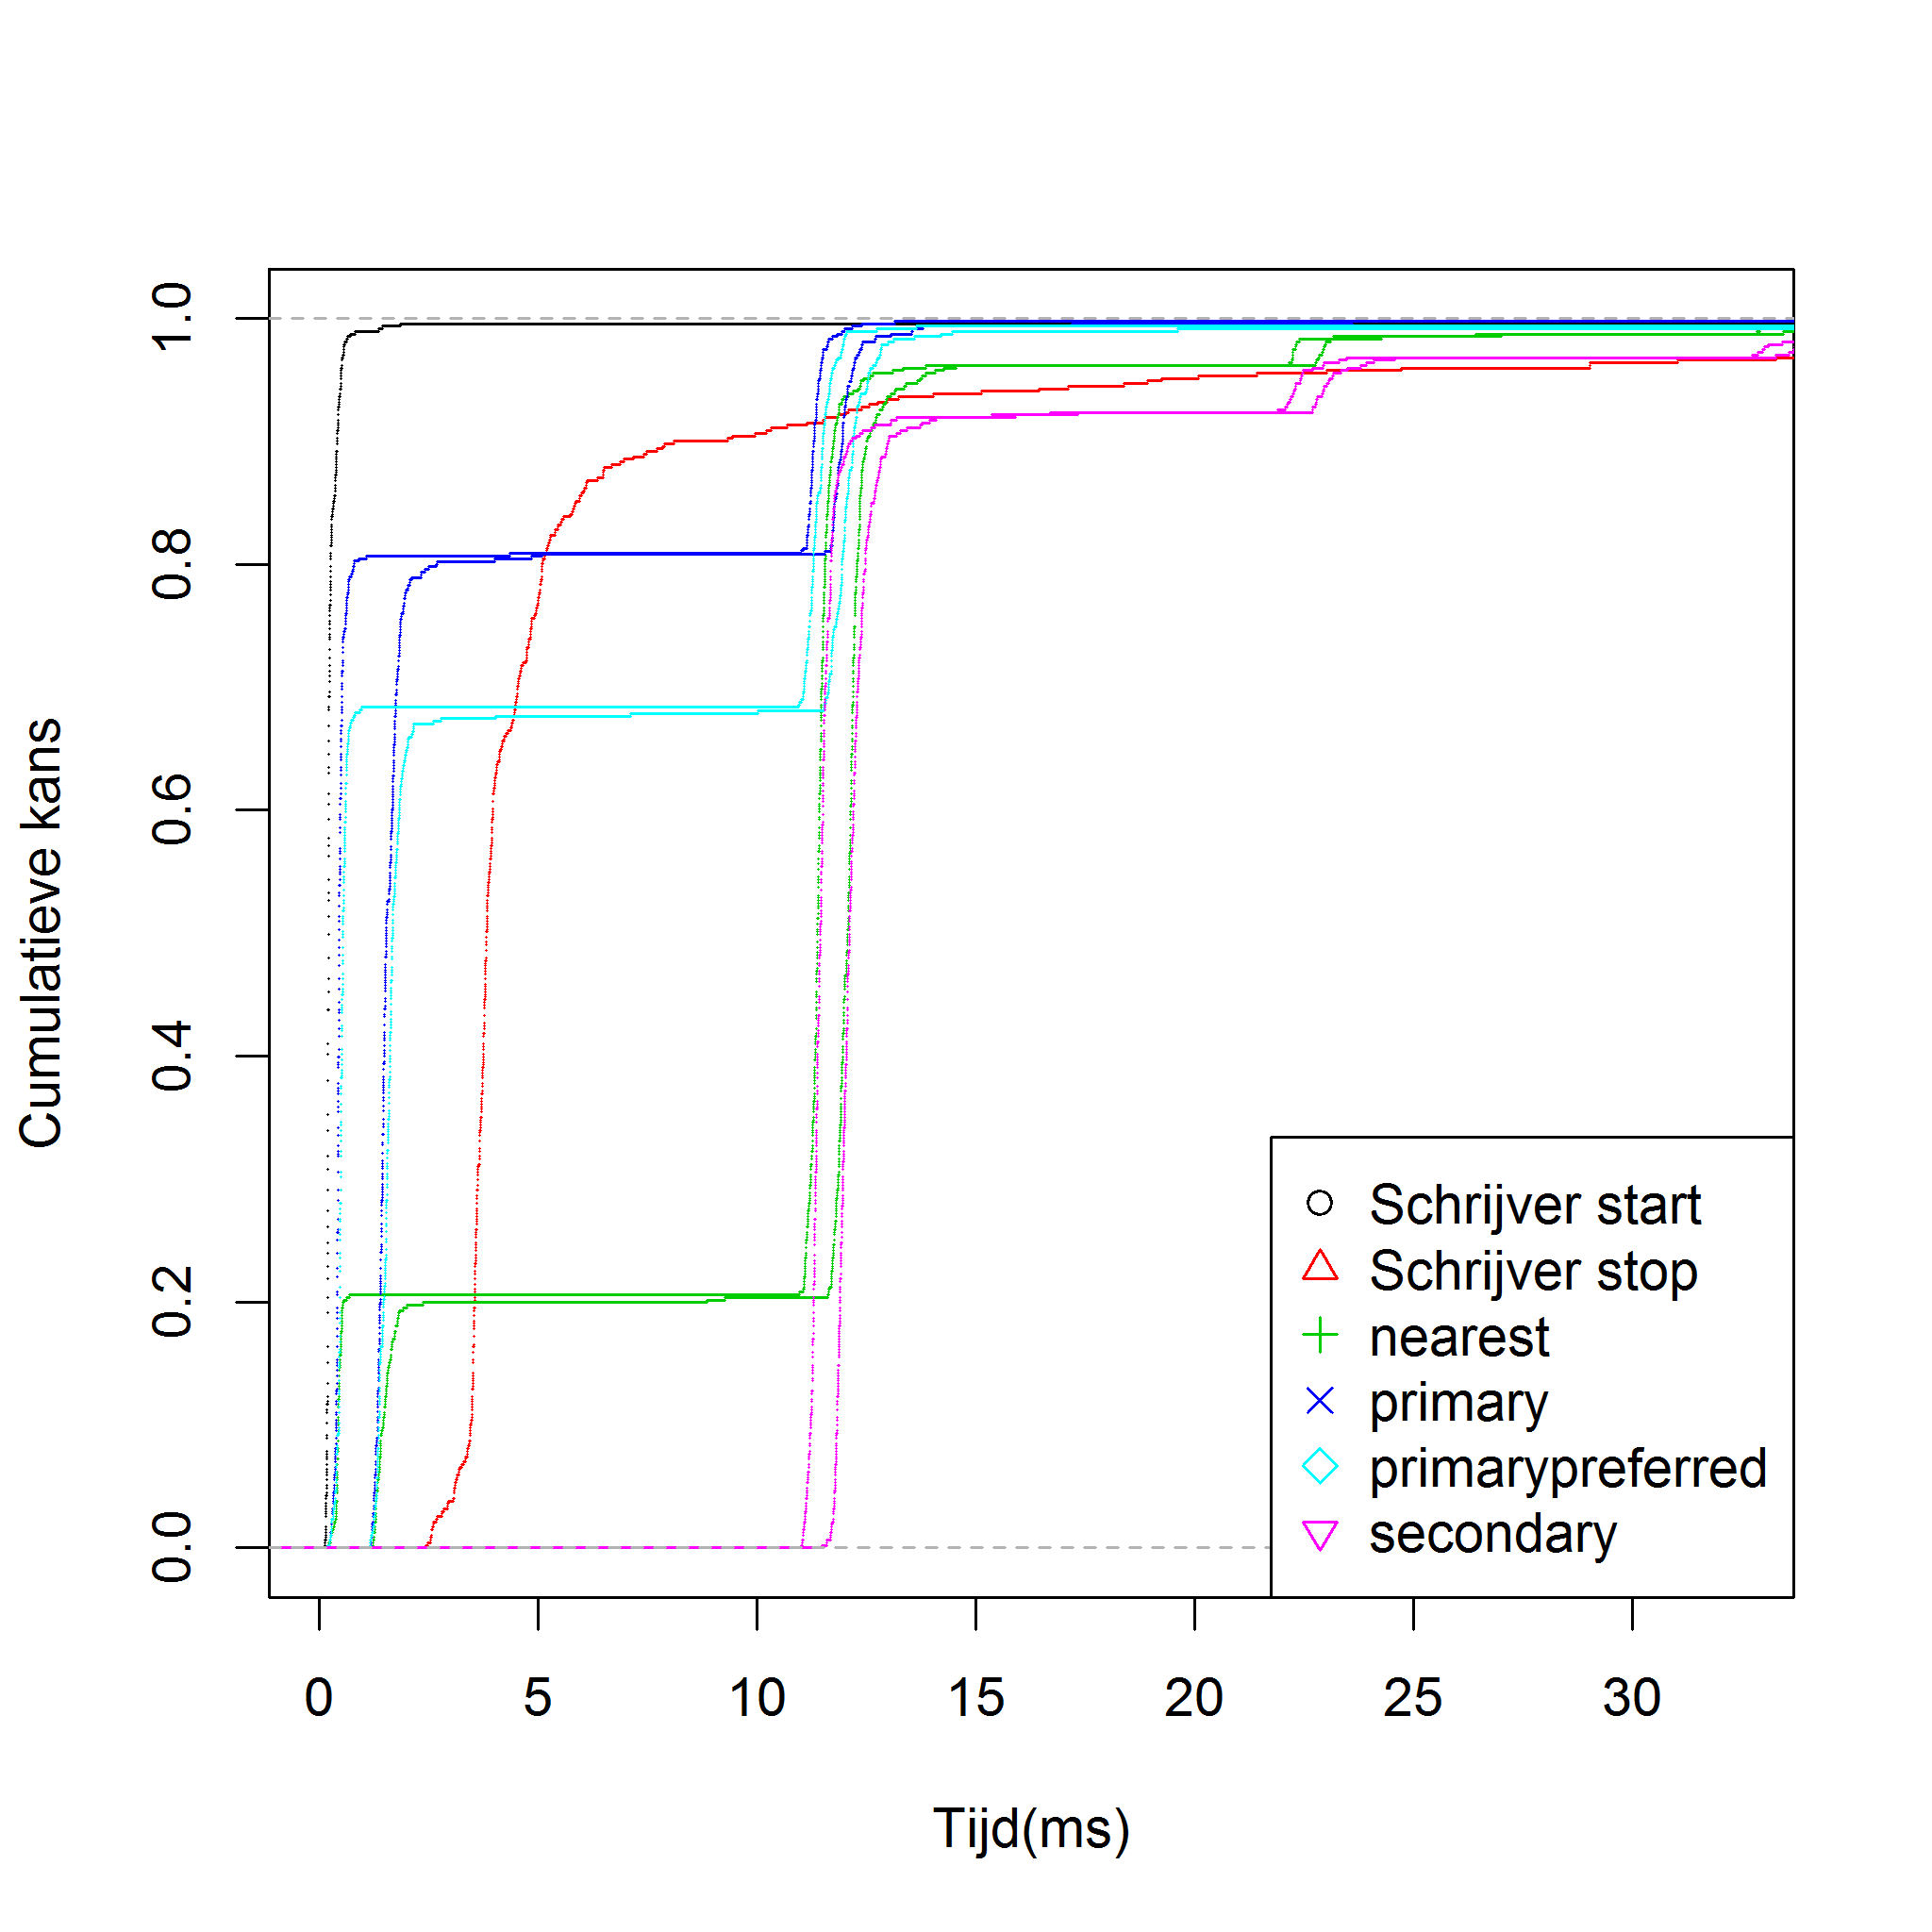 Cumulatieve kans
1.0
0.8
0.6
0.4
0.2
0.0
Schrijver start
Schrijver stop
nearest
primary
primarypreferred
secondary
0 5 10 15 20 25 30
Tijd(ms)